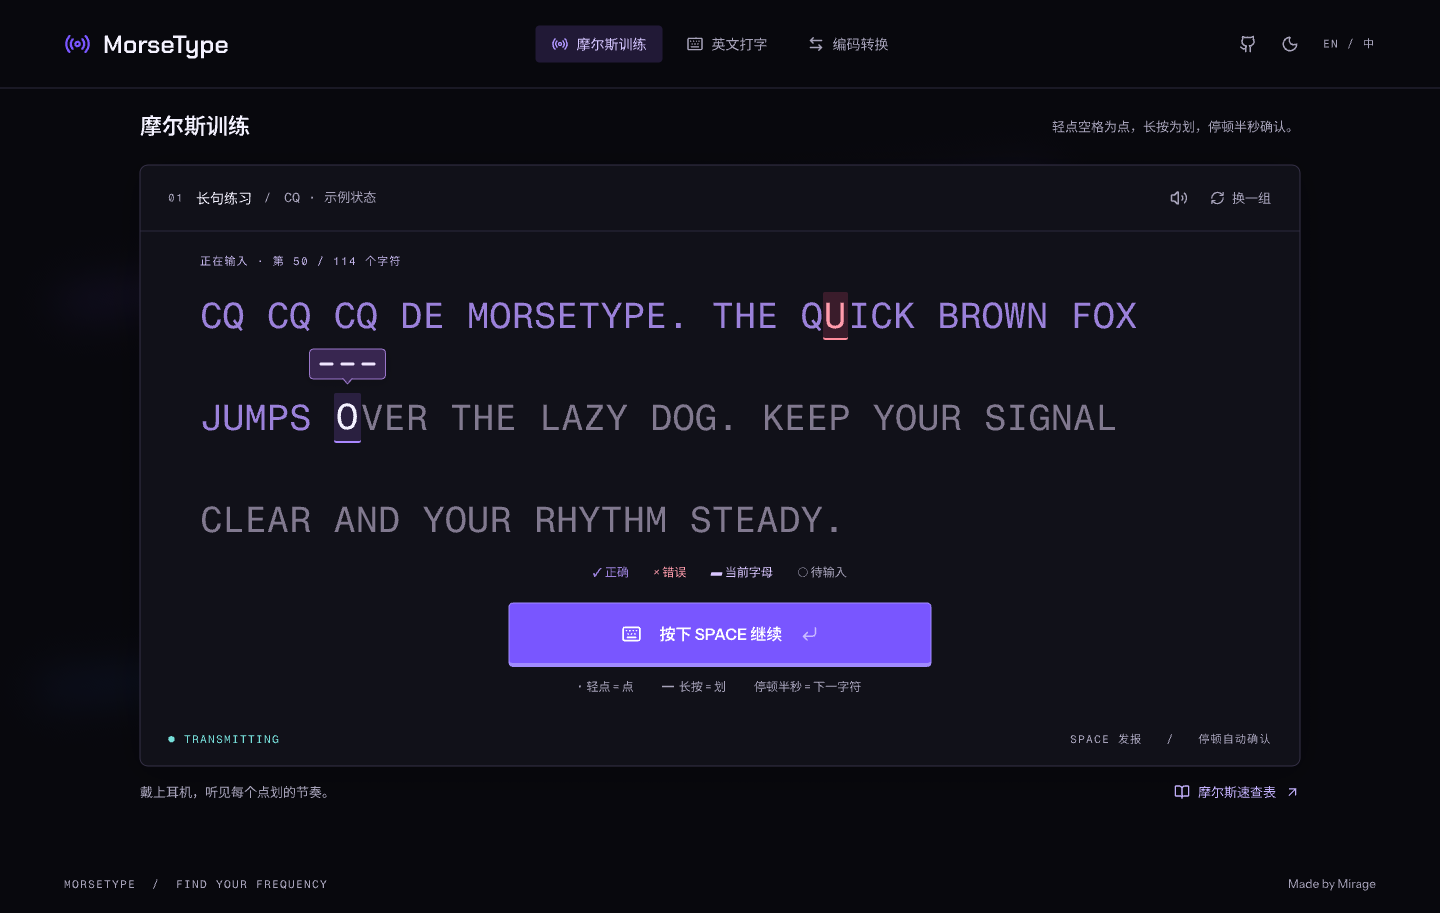 MorseType
摩尔斯训练
英文打字
编码转换
EN / 中
摩尔斯训练
轻点空格为点，长按为划，停顿半秒确认。
01 长句练习 / CQ · 示例状态
换一组
正在输入 · 第 50 / 114 个字符
CQ CQ CQ DE MORSETYPE. THE QUICK BROWN FOX
— — —
JUMPS OVER THE LAZY DOG. KEEP YOUR SIGNAL
CLEAR AND YOUR RHYTHM STEADY.
✓ 正确 × 错误 ▬ 当前字母 ○ 待输入
按下 SPACE 继续
· 轻点 = 点 — 长按 = 划 停顿半秒 = 下一字符
TRANSMITTING
SPACE 发报 / 停顿自动确认
戴上耳机，听见每个点划的节奏。
摩尔斯速查表
MORSETYPE / FIND YOUR FREQUENCY
Made by Mirage